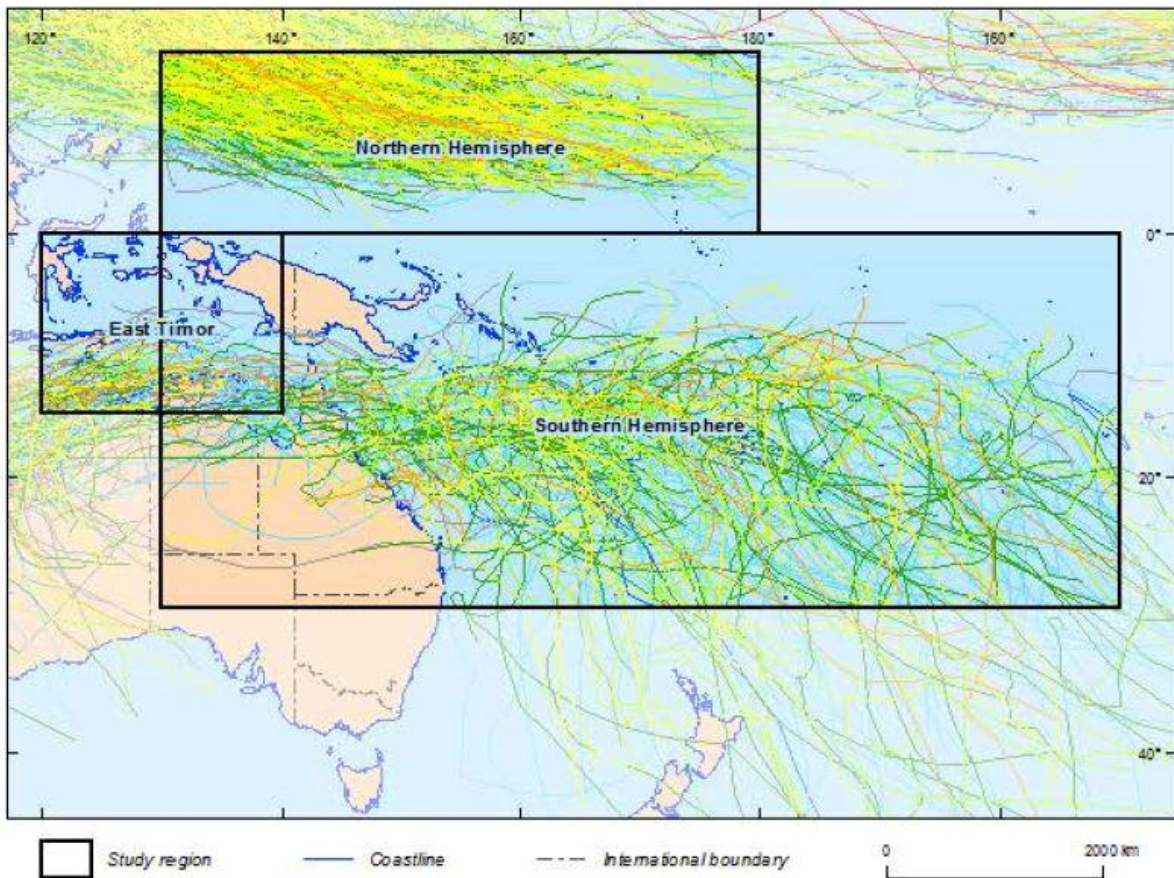 120° 140° 160° 180° 160°
Northern Hemisphere
0°
East Timor
Southern Hemisphere
20°
40°
Study region Coastline International boundary 0 2000 km